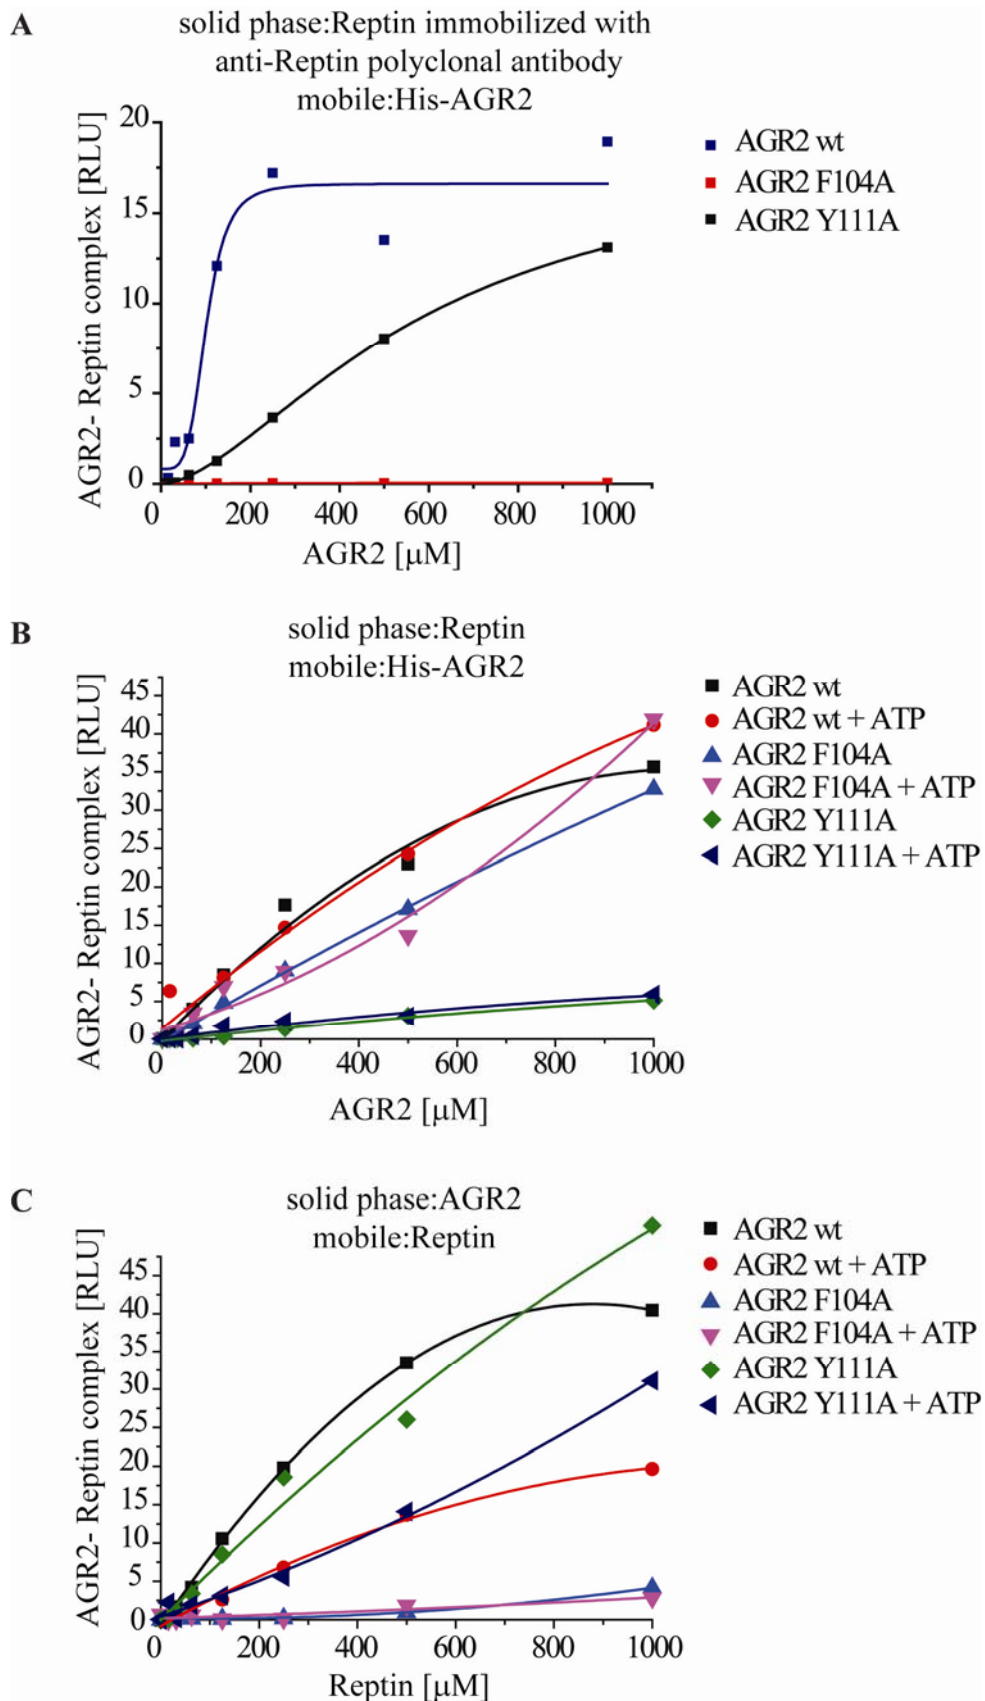 A
solid phase:Reptin immobilized with
anti-Reptin polyclonal antibody
mobile:His-AGR2
AGR2- Reptin complex [RLU]
20
15
10
5
0
0 200 400 600 800 1000
AGR2 [μM]
AGR2 wt
AGR2 F104A
AGR2 Y111A
B
solid phase:Reptin
mobile:His-AGR2
AGR2- Reptin complex [RLU]
45
40
35
30
25
20
15
10
5
0
0 200 400 600 800 1000
AGR2 [μM]
AGR2 wt
AGR2 wt + ATP
AGR2 F104A
AGR2 F104A + ATP
AGR2 Y111A
AGR2 Y111A + ATP
C
solid phase:AGR2
mobile:Reptin
AGR2- Reptin complex [RLU]
45
40
35
30
25
20
15
10
5
0
0 200 400 600 800 1000
Reptin [μM]
AGR2 wt
AGR2 wt + ATP
AGR2 F104A
AGR2 F104A + ATP
AGR2 Y111A
AGR2 Y111A + ATP